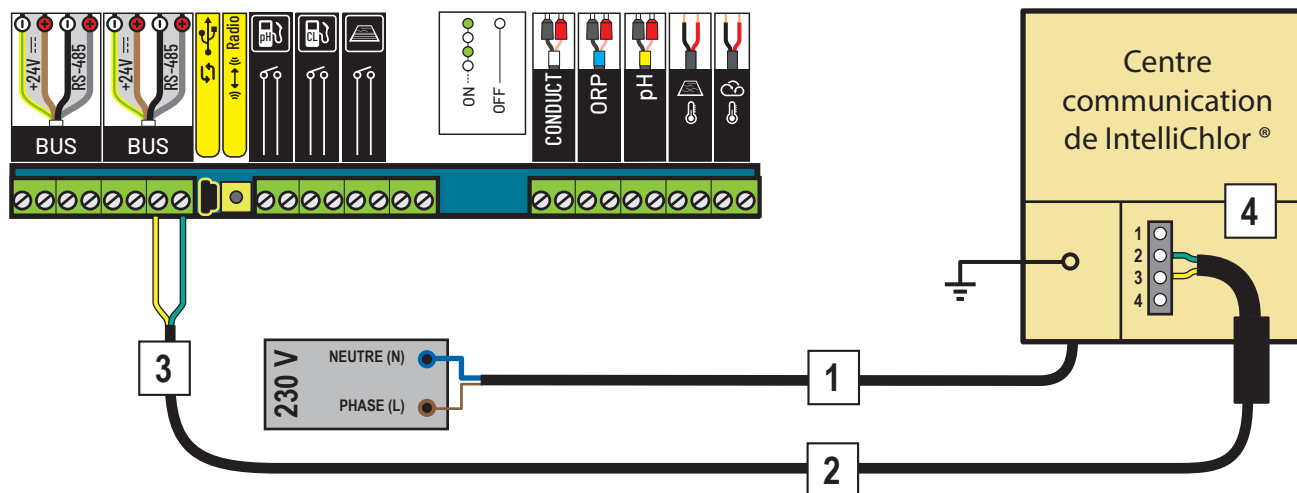 +24V
RS-485
BUS
+24V
RS-485
BUS
Radio
pH
CL
ON
OFF
CONDUCT
ORP
pH
Centre
communication
de IntelliChlor ®
4
1
2
3
4
3
230 V
NEUTRE (N)
PHASE (L)
1
2